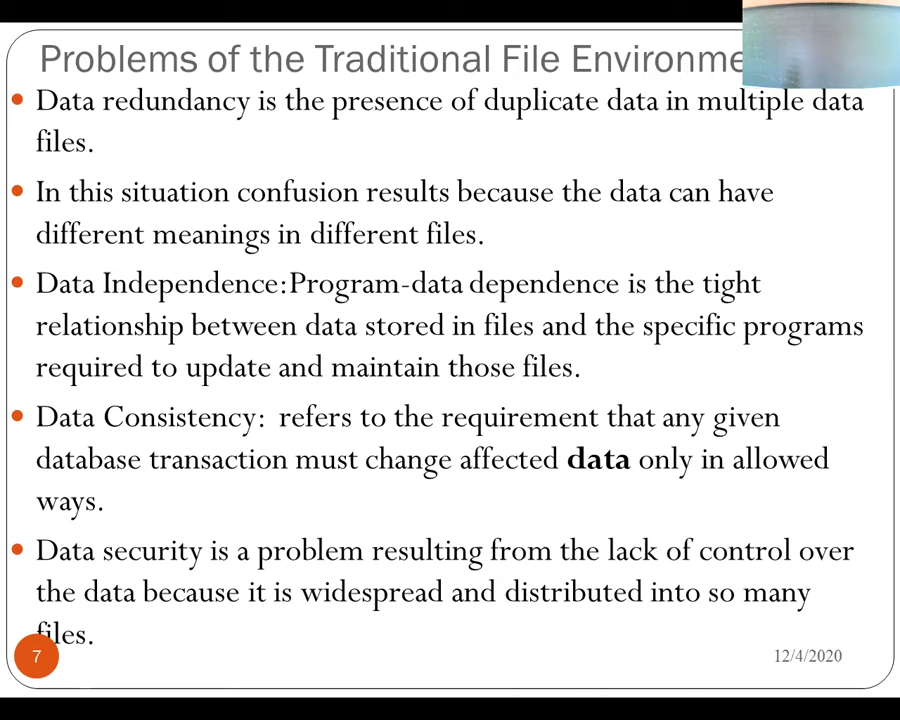 Problems of the Traditional File
Data redundancy is the presence of duplicate data in multiple data
files.
In this situation confusion results because the data can have
different meanings in different files.
Data Independence:Program-data dependence is the tight
relationship between data stored in files and the specific programs
required to update and maintain those files.
Data Consistency: refers to the requirement that any given
database transaction must change affected data only in allowed
ways.
Data security is a problem resulting from the lack of control over
the data because it is widespread and distributed into so many
files.
7
12/4/2020